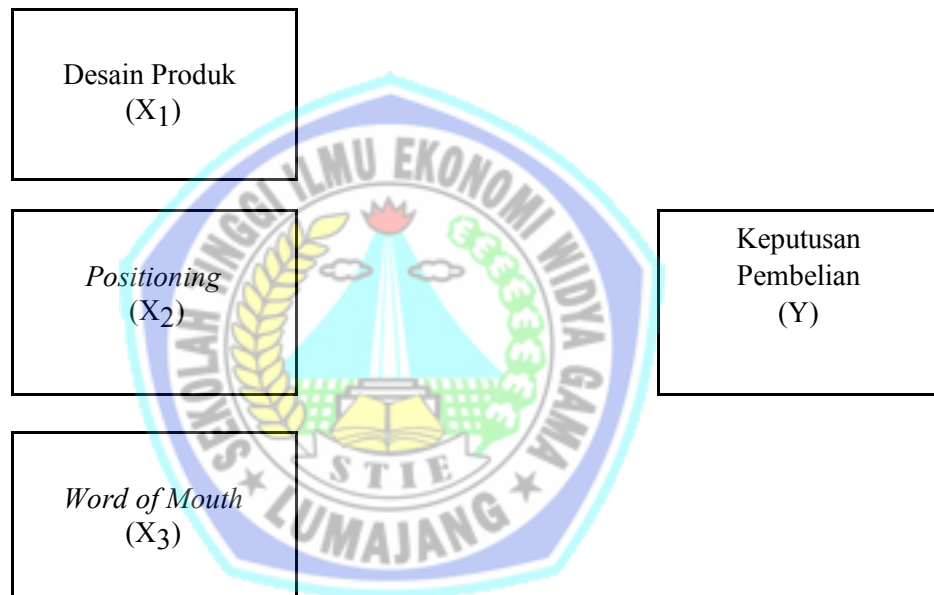 Desain Produk
(X1)
Positioning
(X2)
Word of Mouth
(X3)
Keputusan
Pembelian
(Y)
SEKOLAH TINGGI ILMU EKONOMI WIDYA GAMA
STIE
★ LUMAJANG ★